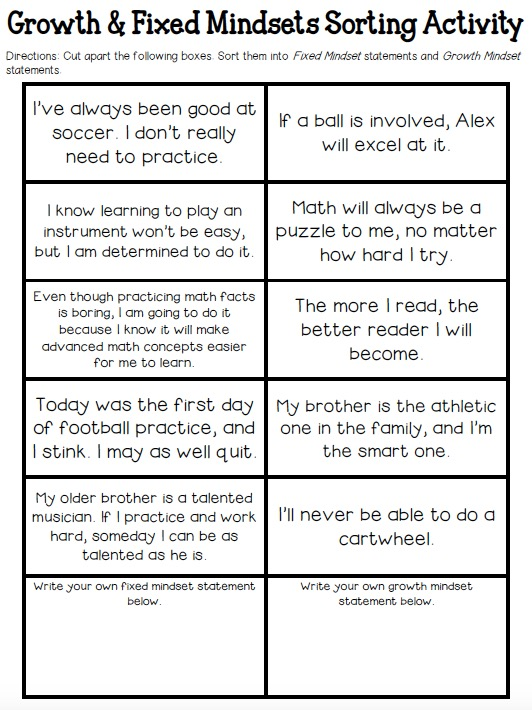 Growth & Fixed Mindsets Sorting Activity
Directions: Cut apart the following boxes. Sort them into Fixed Mindset statements and Growth Mindset
statements.
I've always been good at
soccer. I don't really
need to practice.
If a ball is involved, Alex
will excel at it.
I know learning to play an
instrument won't be easy,
but I am determined to do it.
Math will always be a
puzzle to me, no matter
how hard I try.
Even though practicing math facts
is boring, I am going to do it
because I know it will make
advanced math concepts easier
for me to learn.
The more I read, the
better reader I will
become.
Today was the first day
of football practice, and
I stink. I may as well quit.
My brother is the athletic
one in the family, and I'm
the smart one.
My older brother is a talented
musician. If I practice and work
hard, someday I can be as
talented as he is.
I'll never be able to do a
cartwheel.
Write your own fixed mindset statement
below.
Write your own growth mindset
statement below.